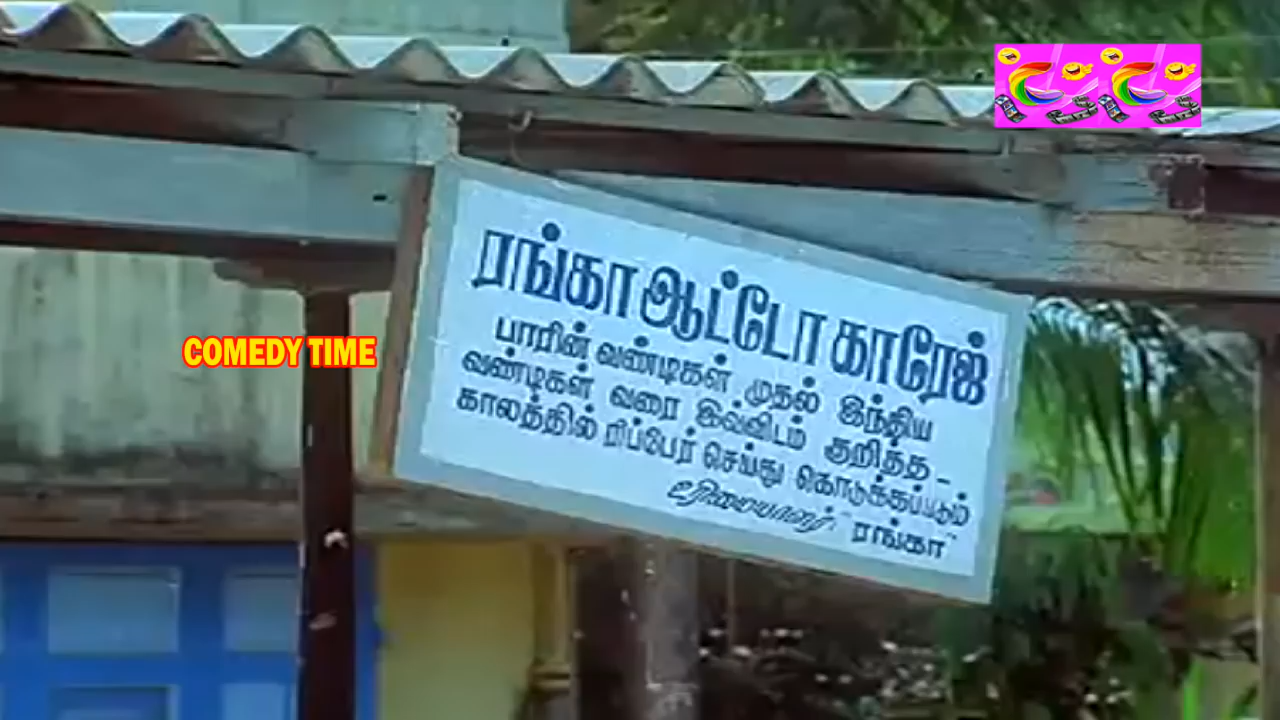 ரங்கா ஆட்டோ காரேஜ்
பாரின் வண்டிகள் முதல் இந்திய
வண்டிகள் வரை இவ்விடம் குறித்த-
காலத்தில் ரிப்பேர் செய்து கொடுக்கப்படும்
உரிமையாளர் "ரங்கா"
COMEDY TIME